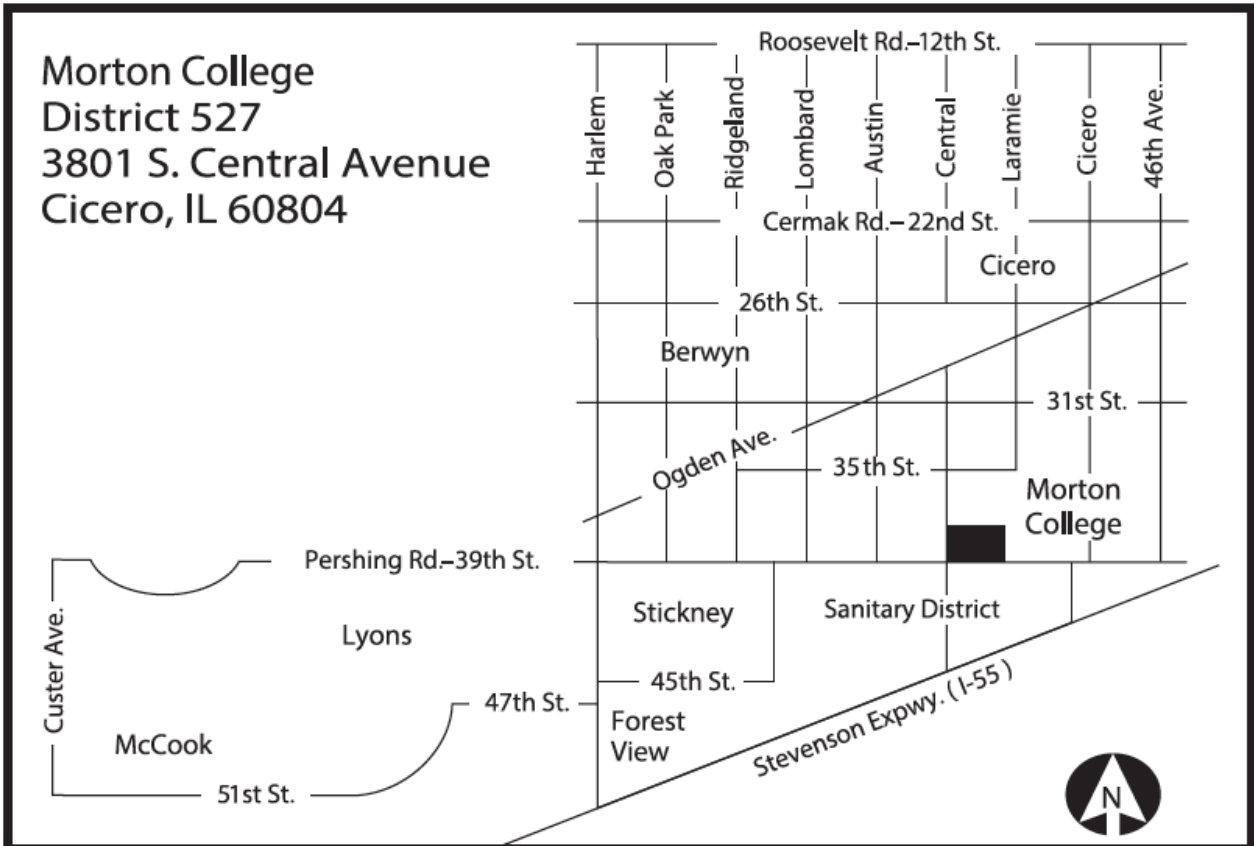 Morton College
District 527
3801 S. Central Avenue
Cicero, IL 60804
Roosevelt Rd.–12th St.
Harlem
Oak Park
Ridgeland
Lombard
Austin
Central
Laramie
Cicero
46th Ave.
Cermak Rd.–22nd St.
Cicero
26th St.
Berwyn
31st St.
Ogden Ave.
35th St.
Morton
College
Pershing Rd.–39th St.
Stickney
Sanitary District
Lyons
Custer Ave.
45th St.
47th St.
Forest
View
Stevenson Expwy. ( I-55 )
McCook
51st St.
N